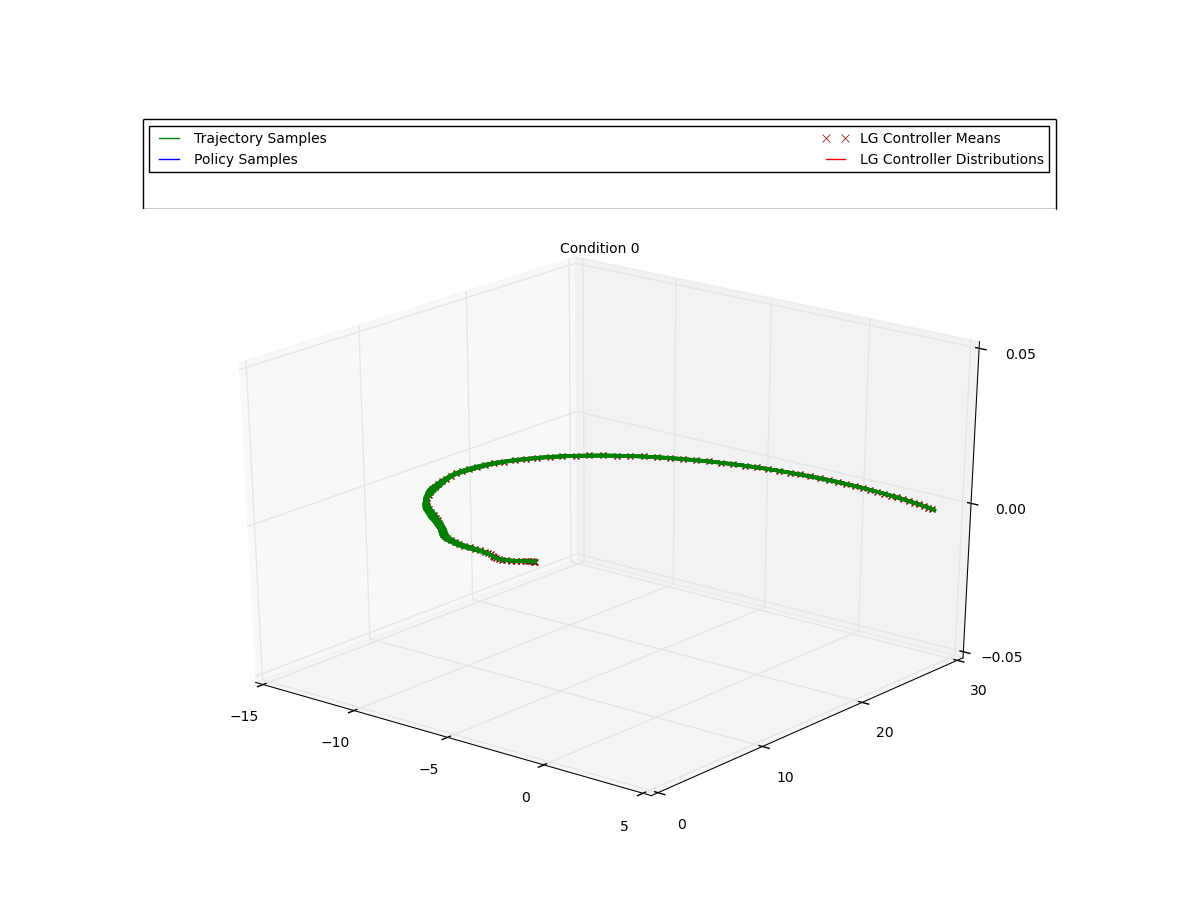 Trajectory Samples
Policy Samples
LG Controller Means
LG Controller Distributions
Condition 0
0.05
0.00
−0.05
−15
−10
−5
0
5
0
10
20
30